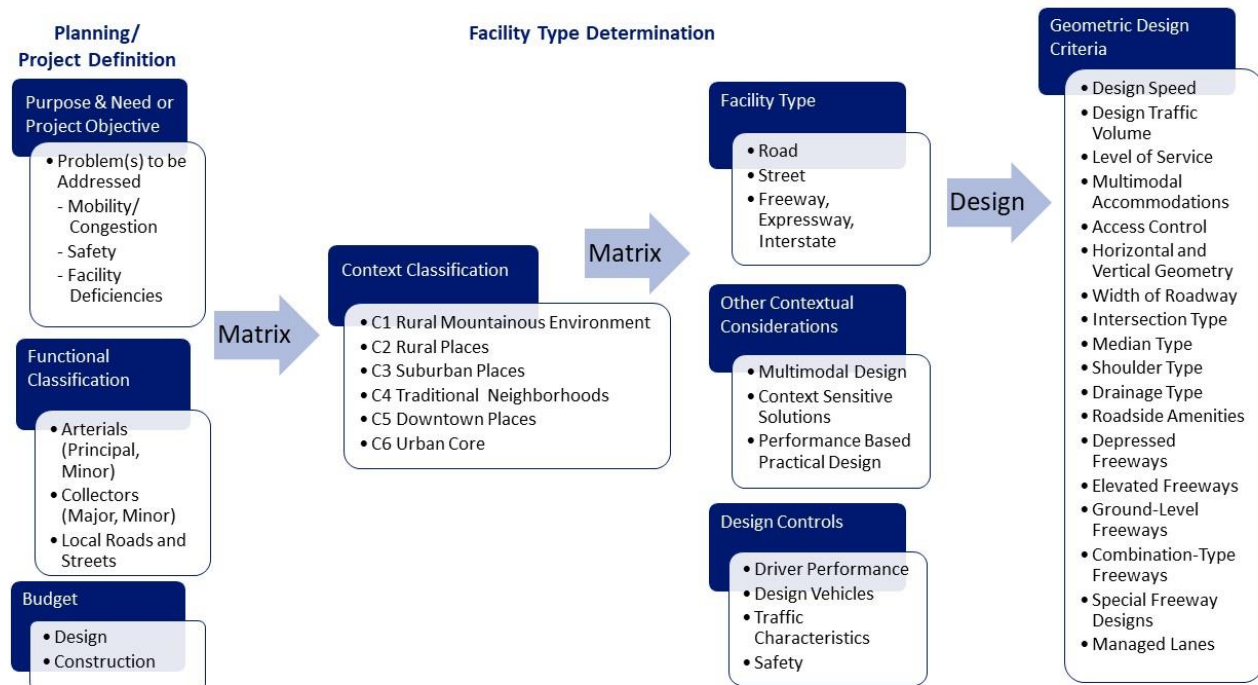 Planning/
Project Definition
Purpose & Need or
Project Objective
• Problem(s) to be
Addressed
- Mobility/
Congestion
- Safety
- Facility
Deficiencies
Functional
Classification
• Arterials
(Principal,
Minor)
• Collectors
(Major, Minor)
• Local Roads and
Streets
Budget
• Design
• Construction
Matrix
Facility Type Determination
Context Classification
• C1 Rural Mountainous Environment
• C2 Rural Places
• C3 Suburban Places
• C4 Traditional Neighborhoods
• C5 Downtown Places
• C6 Urban Core
Matrix
Facility Type
• Road
• Street
• Freeway,
Expressway,
Interstate
Other Contextual
Considerations
• Multimodal Design
• Context Sensitive
Solutions
• Performance Based
Practical Design
Design Controls
• Driver Performance
• Design Vehicles
• Traffic
Characteristics
• Safety
Design
Geometric Design
Criteria
• Design Speed
• Design Traffic
Volume
• Level of Service
• Multimodal
Accommodations
• Access Control
• Horizontal and
Vertical Geometry
• Width of Roadway
• Intersection Type
• Median Type
• Shoulder Type
• Drainage Type
• Roadside Amenities
• Depressed
Freeways
• Elevated Freeways
• Ground-Level
Freeways
• Combination-Type
Freeways
• Special Freeway
Designs
• Managed Lanes